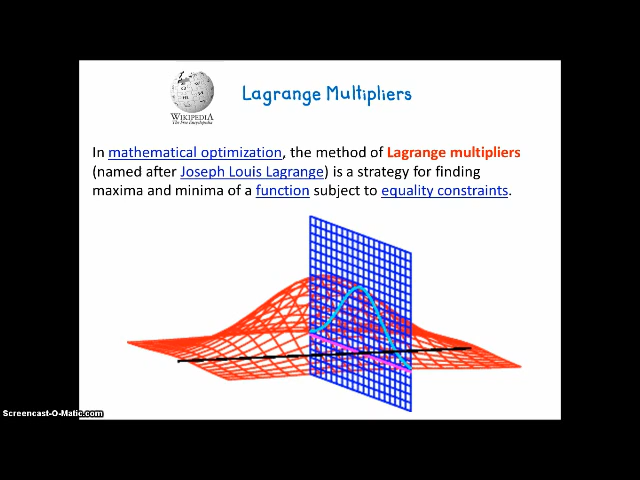 Lagrange Multipliers
WIKIPEDIA
The Free Encyclopedia
In mathematical optimization, the method of Lagrange multipliers
(named after Joseph Louis Lagrange) is a strategy for finding
maxima and minima of a function subject to equality constraints.
Screencast-O-Matic.com